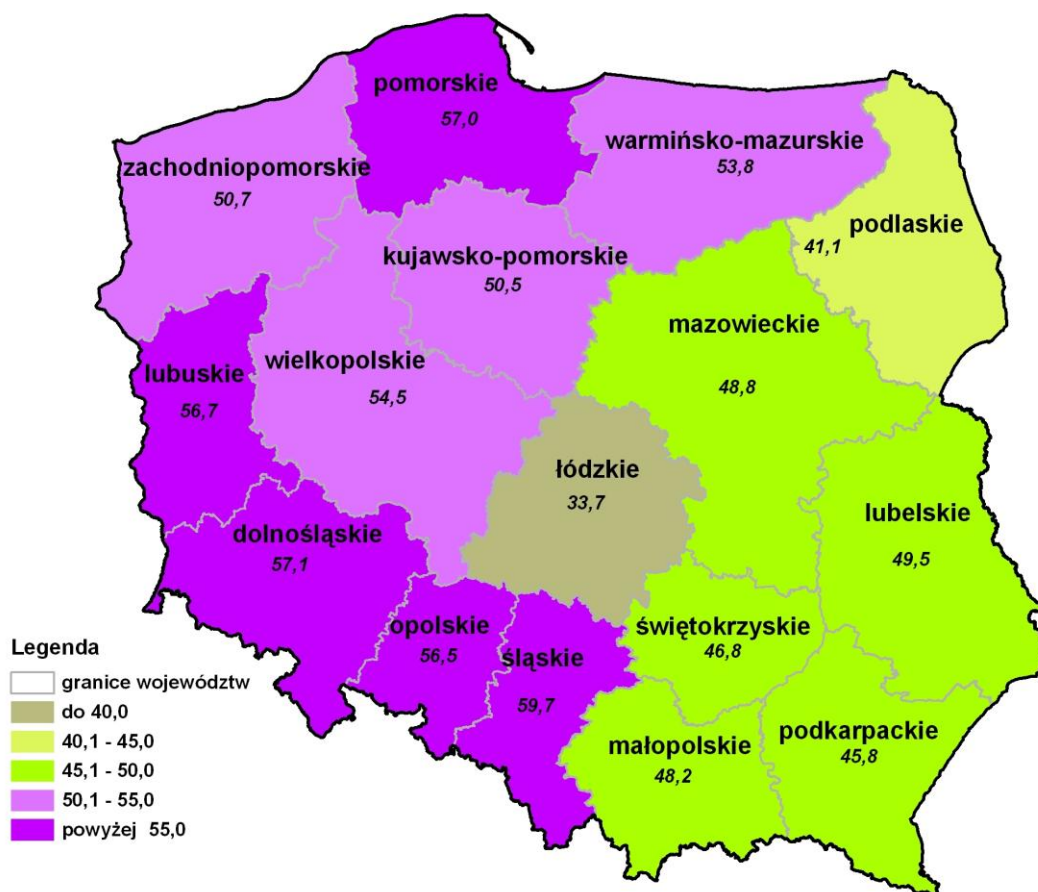 pomorskie
57,0
warmińsko-mazurskie
53,8
zachodniopomorskie
50,7
podlaskie
41,1
kujawsko-pomorskie
50,5
mazowieckie
48,8
wielkopolskie
54,5
lubuskie
56,7
łódzkie
33,7
lubelskie
49,5
dolnośląskie
57,1
opolskie
56,5
śląskie
59,7
świętokrzyskie
46,8
małopolskie
48,2
podkarpackie
45,8
Legenda
granice województw
do 40,0
40,1 - 45,0
45,1 - 50,0
50,1 - 55,0
powyżej 55,0